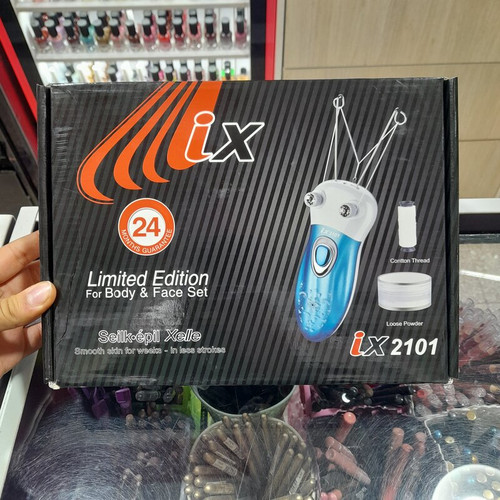 ix
24
MONTHS GUARANTEE
Limited Edition
For Body & Face Set
Seilk·épil Xelle
Smooth skin for weeks - in less strokes
Contton Thread
Loose Powder
ix 2101